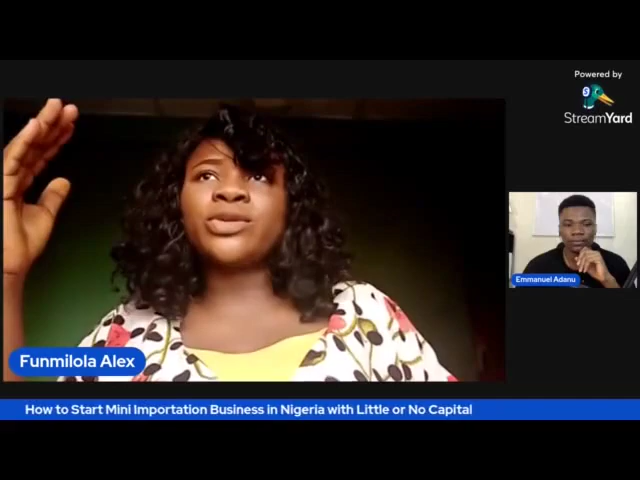 Powered by
StreamYard
Emmanuel Adanu
Funmilola Alex
How to Start Mini Importation Business in Nigeria with Little or No Capital